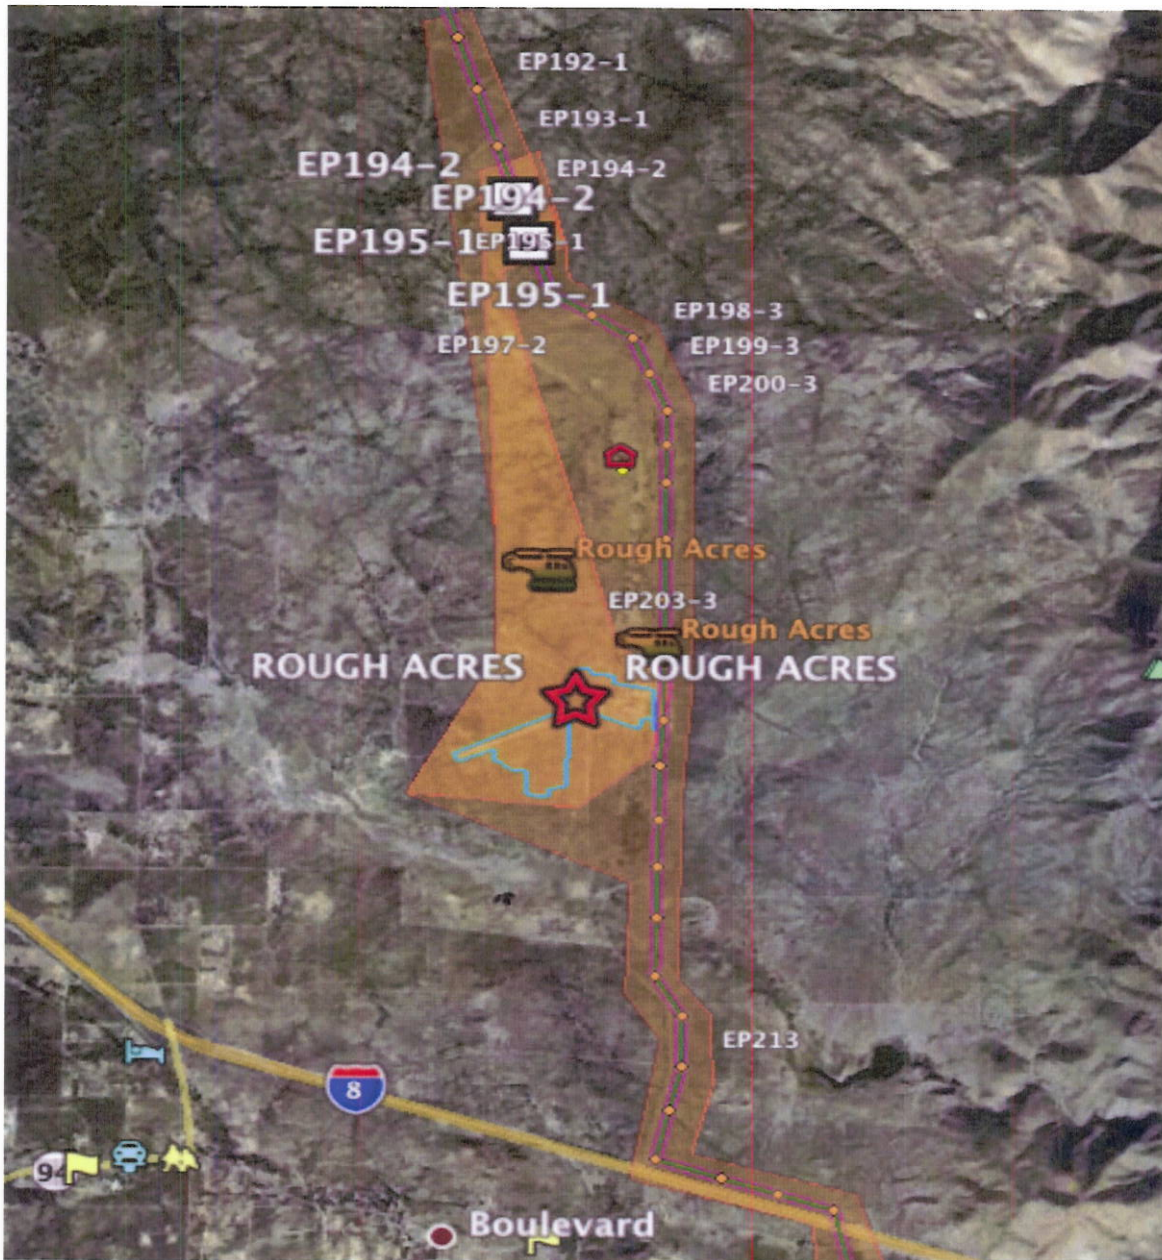 EP192-1
EP193-1
EP194-2
EP194-2
EP194-2
EP195-1
EP195-1
EP195-1
EP198-3
EP197-2
EP199-3
EP200-3
Rough Acres
EP203-3
Rough Acres
ROUGH ACRES
ROUGH ACRES
EP213
8
94
Boulevard